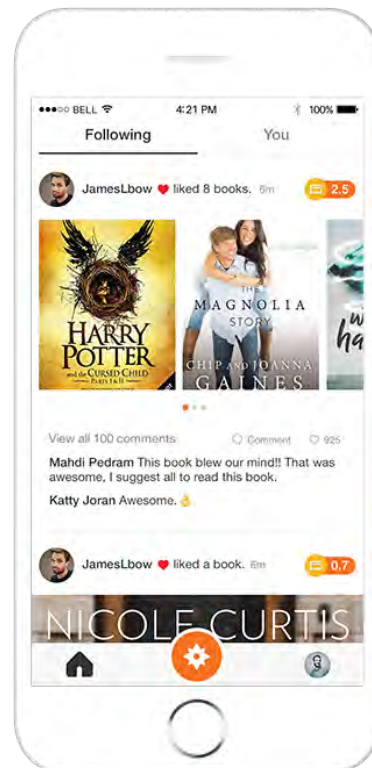 BELL 4:21 PM 100%
Following You
JamesLbow ❤ liked 8 books. 6m 2.5
HARRY
POTTER
and the CURSED CHILD
PARTS I & II
THE
MAGNOLIA
STORY
CHIP AND JOANNA
GAINES
View all 100 comments Comment 925
Mahdi Pedram This book blew our mind!! That was
awesome, I suggest all to read this book.
Katty Joran Awesome. 👌
JamesLbow ❤ liked a book. 6m 0.7
NICOLE CURTIS